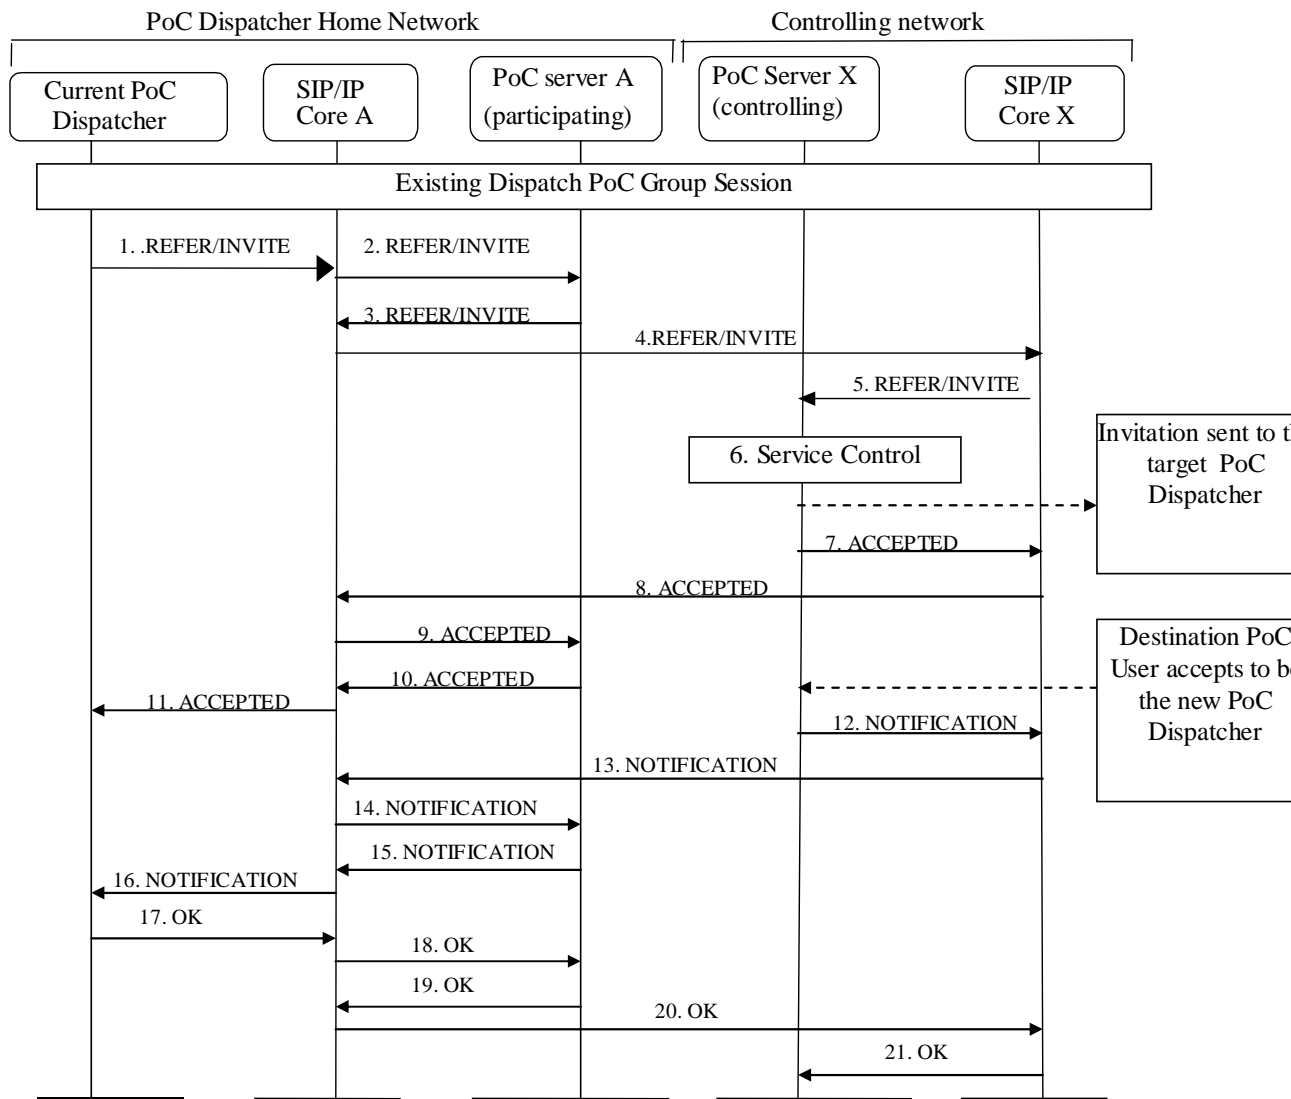 PoC Dispatcher Home Network
Controlling network
Current PoC
Dispatcher
SIP/IP
Core A
PoC server A
(participating)
PoC Server X
(controlling)
SIP/IP
Core X
Existing Dispatch PoC Group Session
1. .REFER/INVITE
2. REFER/INVITE
3. REFER/INVITE
4.REFER/INVITE
5. REFER/INVITE
6. Service Control
Invitation sent to
target PoC
Dispatcher
7. ACCEPTED
8. ACCEPTED
9. ACCEPTED
10. ACCEPTED
11. ACCEPTED
Destination PoC
User accepts to
the new PoC
Dispatcher
12. NOTIFICATION
13. NOTIFICATION
14. NOTIFICATION
15. NOTIFICATION
16. NOTIFICATION
17. OK
18. OK
19. OK
20. OK
21. OK